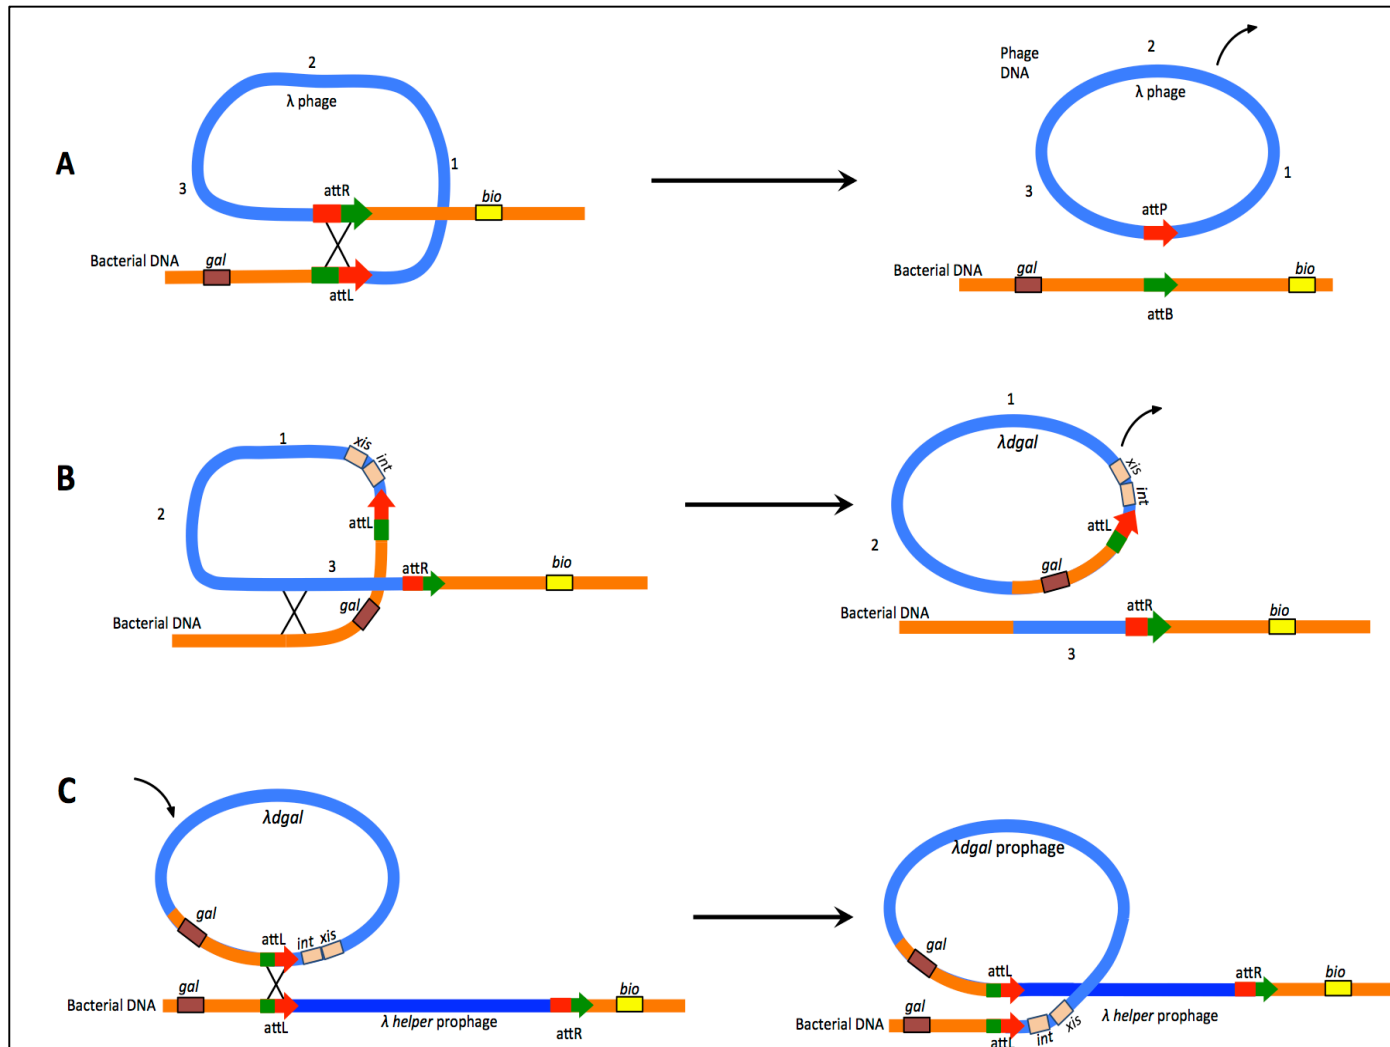 A
2
λ phage
1
3
attR
bio
Bacterial DNA
gal
attL
Phage
DNA
2
λ phage
3
1
attP
Bacterial DNA
gal
bio
attB
B
1
xis
int
2
attL
3
attR
bio
gal
Bacterial DNA
1
λdgal
xis
int
attL
2
gal
Bacterial DNA
attR
bio
3
C
λdgal
gal
attL
int
xis
gal
Bacterial DNA
attL
λ helper prophage
attR
bio
λdgal prophage
gal
attL
attR
bio
gal
Bacterial DNA
λ helper prophage
attL
int
xis